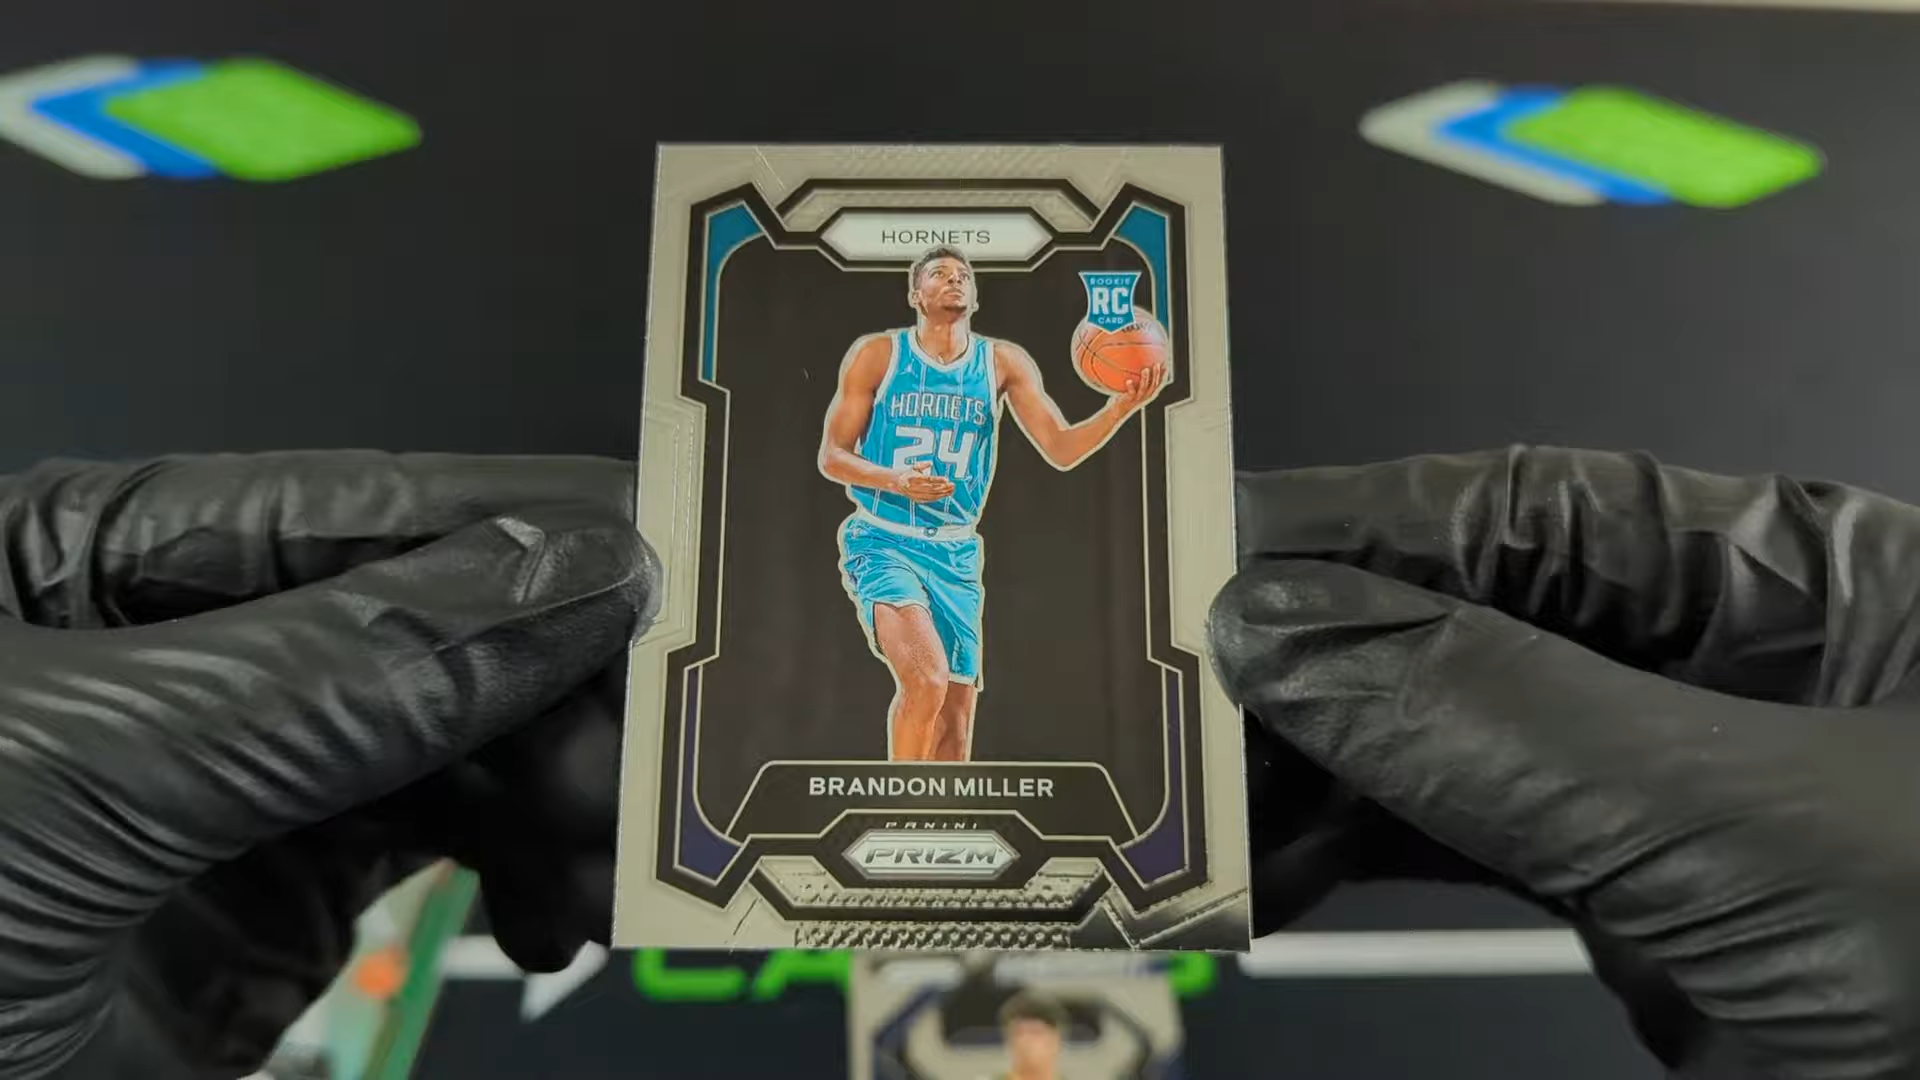 HORNETS
ROOKIE
RC
CARD
HORNETS
24
BRANDON MILLER
PANINI
PRIZM